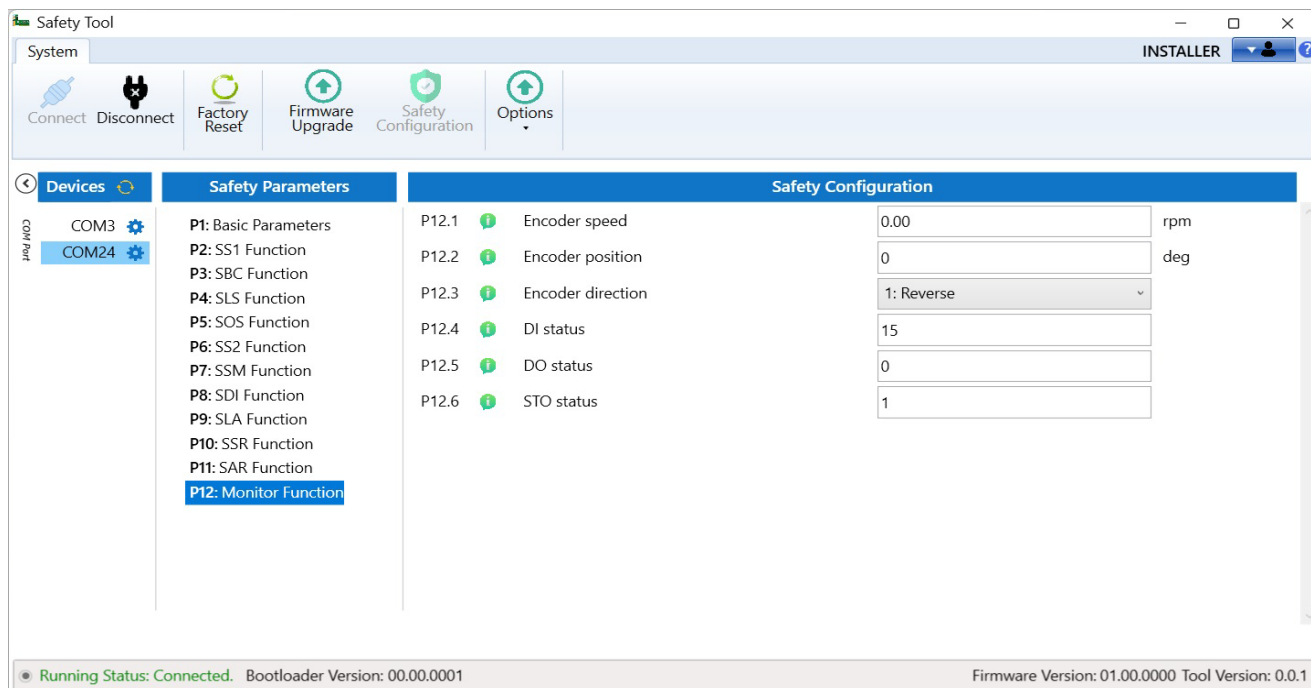 Safety Tool
System
INSTALLER
?
Connect
Disconnect
Factory
Reset
Firmware
Upgrade
Safety
Configuration
Options
Devices
COM Port
COM3
COM24
Safety Parameters
P1: Basic Parameters
P2: SS1 Function
P3: SBC Function
P4: SLS Function
P5: SOS Function
P6: SS2 Function
P7: SSM Function
P8: SDI Function
P9: SLA Function
P10: SSR Function
P11: SAR Function
P12: Monitor Function
Safety Configuration
P12.1 Encoder speed 0.00 rpm
P12.2 Encoder position 0 deg
P12.3 Encoder direction 1: Reverse
P12.4 DI status 15
P12.5 DO status 0
P12.6 STO status 1
Running Status: Connected. Bootloader Version: 00.00.0001 Firmware Version: 01.00.0000 Tool Version: 0.0.1